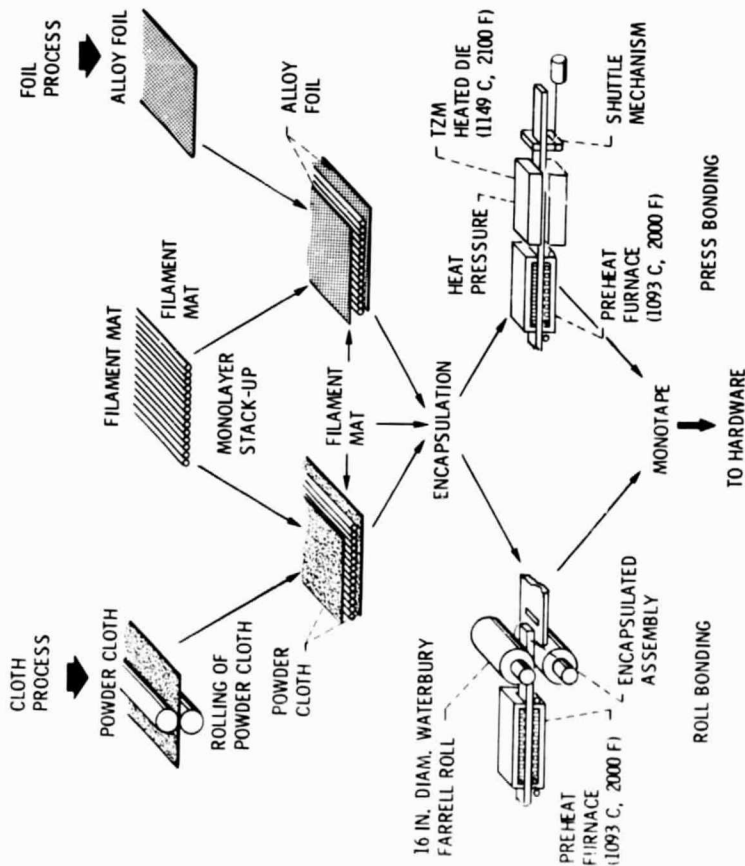 CLOTH
PROCESS
POWDER CLOTH
ROLLING OF
POWDER CLOTH
FILAMENT MAT
FILAMENT MAT
MONOLAYER
STACK-UP
FOIL
PROCESS
ALLOY FOIL
POWDER
CLOTH
FILAMENT
MAT
ALLOY
FOIL
ENCAPSULATION
16 IN. DIAM. WATERBURY
FARRELL ROLL
PREHEAT
FURNACE
(1093 C, 2000 F)
ENCAPSULATED
ASSEMBLY
ROLL BONDING
HEAT
PRESSURE
TZM
HEATED DIE
(1149 C, 2100 F)
SHUTTLE
MECHANISM
PREHEAT
FURNACE
(1093 C, 2000 F)
PRESS BONDING
MONOTAPE
TO HARDWARE